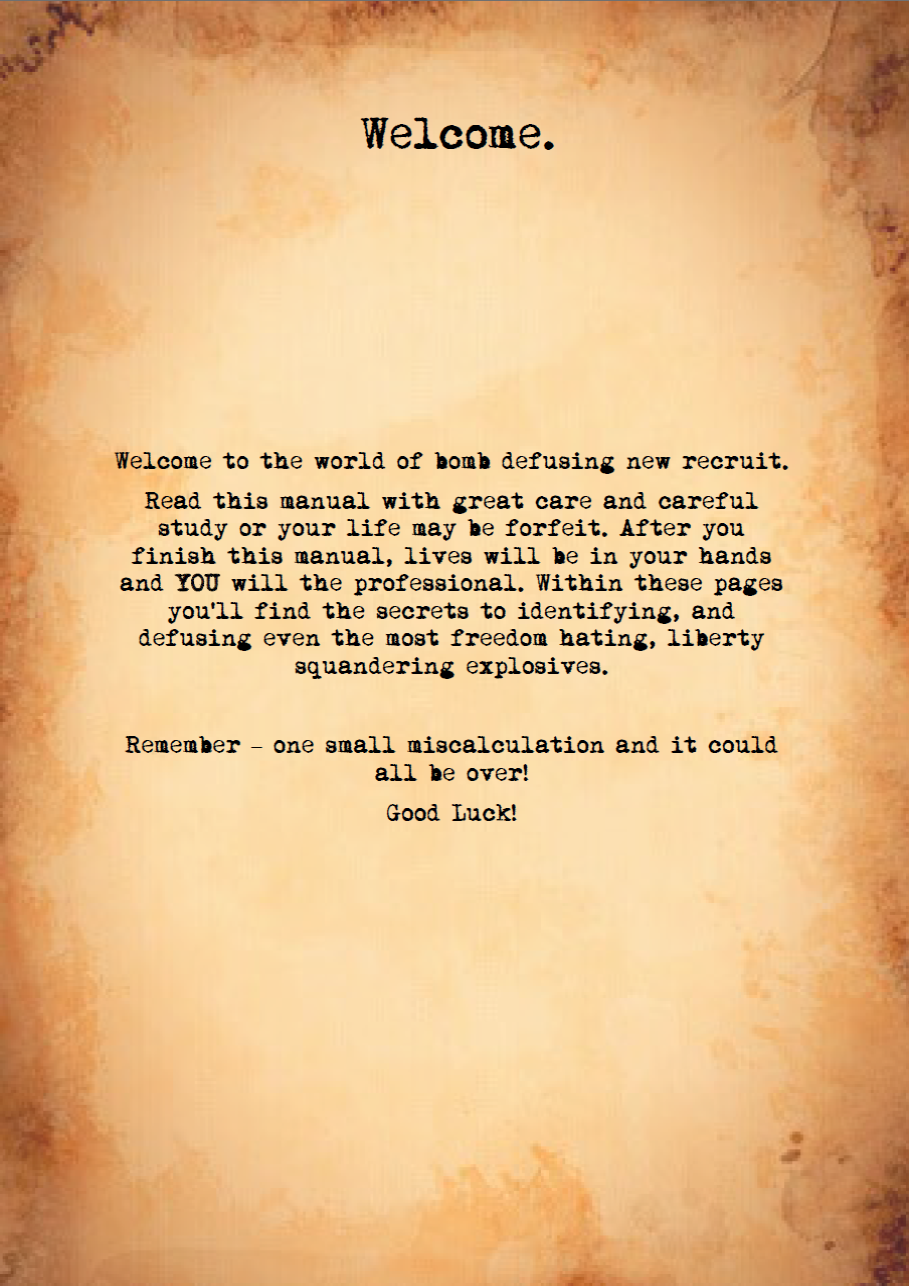 Welcome.
Welcome to the world of bomb defusing new recruit.
Read this manual with great care and careful
study or your life may be forfeit. After you
finish this manual, lives will be in your hands
and YOU will the professional. Within these pages
you'll find the secrets to identifying, and
defusing even the most freedom hating, liberty
squandering explosives.
Remember – one small miscalculation and it could
all be over!
Good Luck!